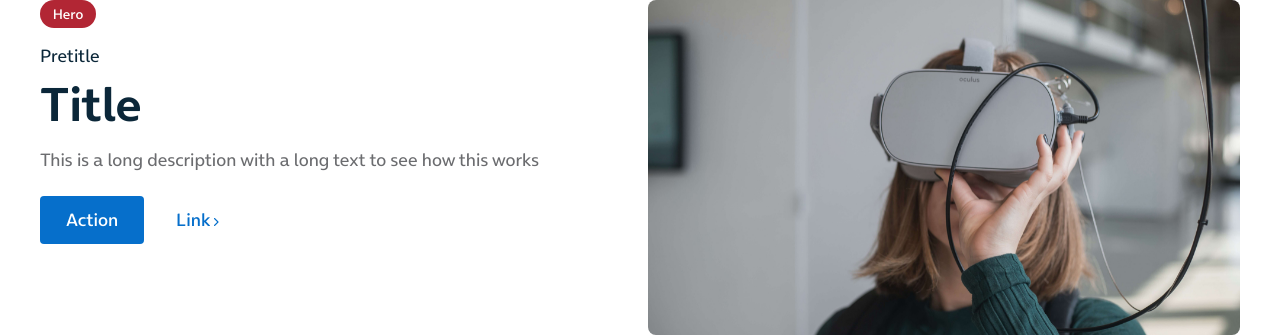 Hero
Pretitle
Title
This is a long description with a long text to see how this works
Action
Link
oculus